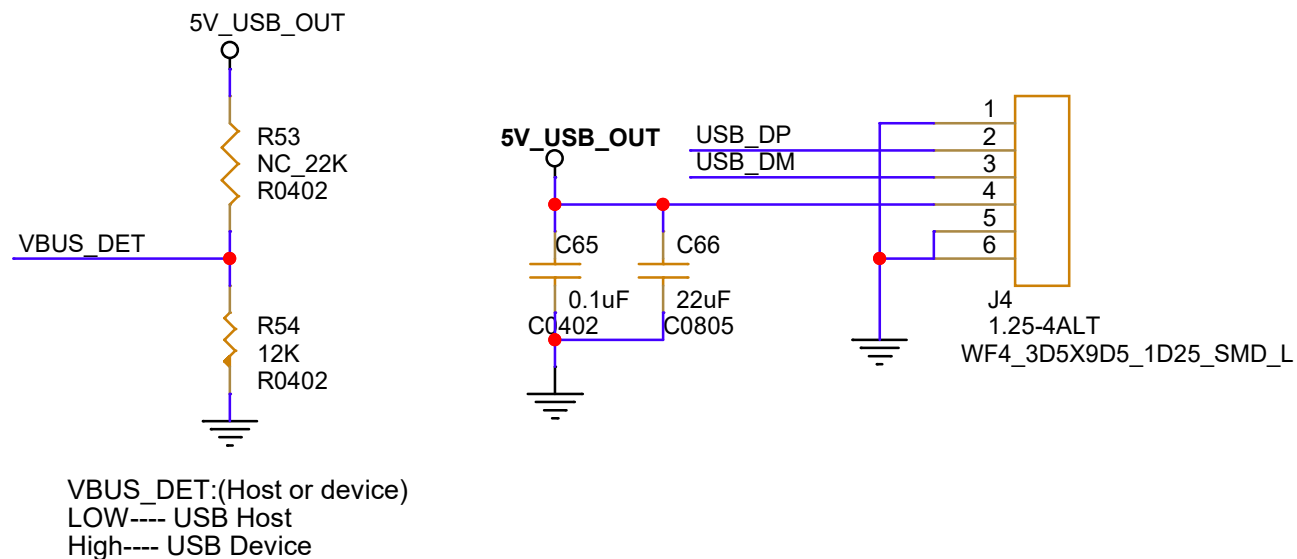 5V_USB_OUT
R53
NC_22K
R0402
VBUS_DET
R54
12K
R0402
VBUS_DET:(Host or device)
LOW---- USB Host
High---- USB Device
5V_USB_OUT
USB_DP
USB_DM
C65
0.1uF
C0402
C66
22uF
C0805
1
2
3
4
5
6
J4
1.25-4ALT
WF4_3D5X9D5_1D25_SMD_L